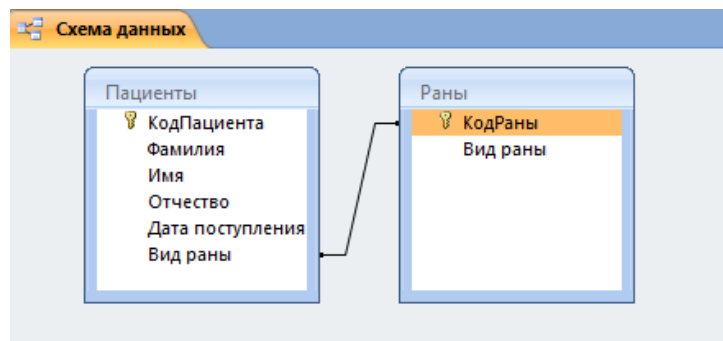 Схема данных
Пациенты
КодПациента
Фамилия
Имя
Отчество
Дата поступления
Вид раны
Раны
КодРаны
Вид раны